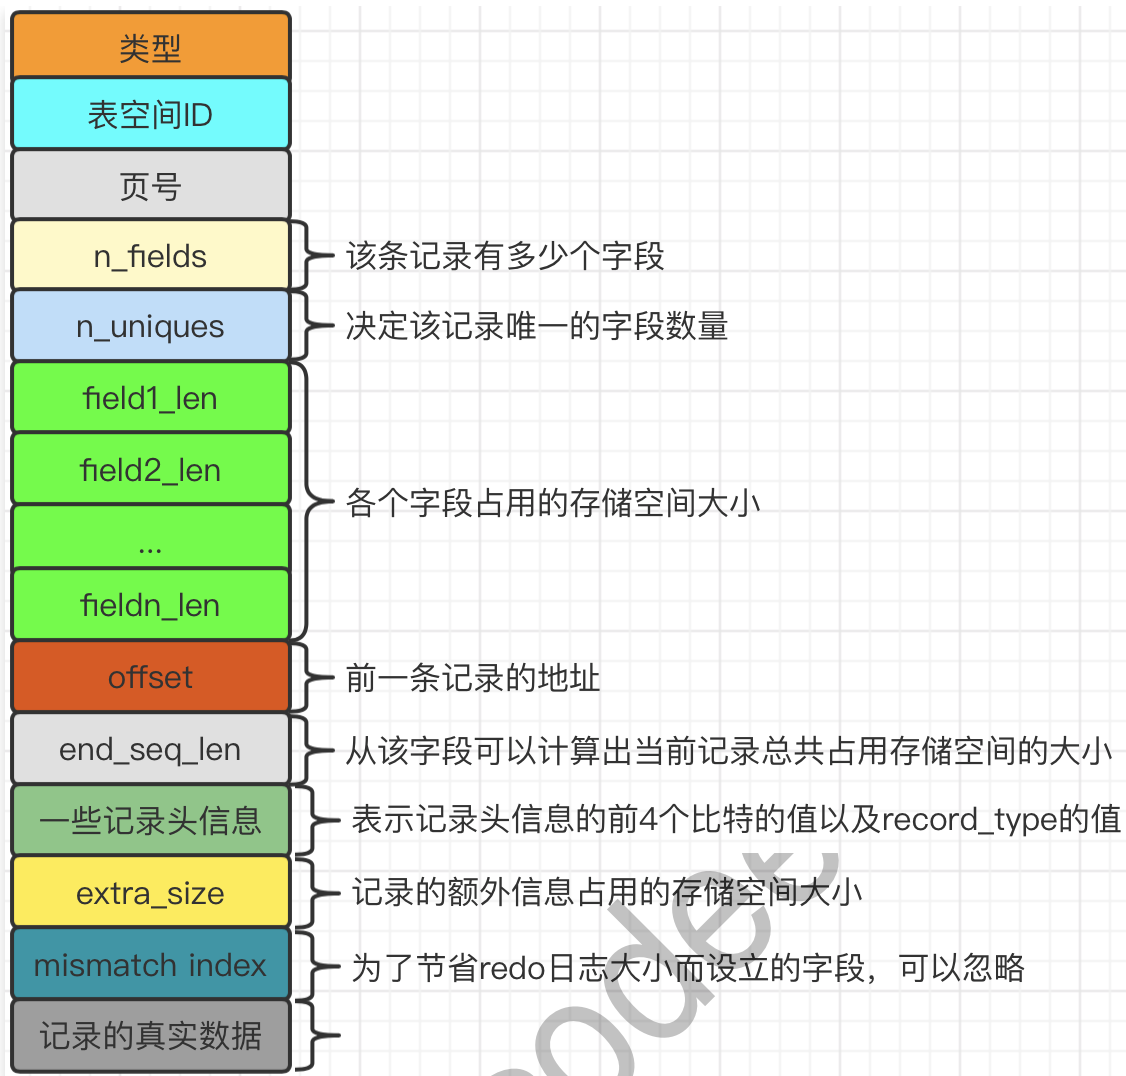 类型
表空间ID
页号
n_fields
该条记录有多少个字段
n_uniques
决定该记录唯一的字段数量
field1_len
field2_len
各个字段占用的存储空间大小
...
fieldn_len
offset
前一条记录的地址
end_seq_len
从该字段可以计算出当前记录总共占用存储空间的大小
一些记录头信息
表示记录头信息的前4个比特的值以及record_type的值
extra_size
记录的额外信息占用的存储空间大小
mismatch index
为了节省redo日志大小而设立的字段，可以忽略
记录的真实数据